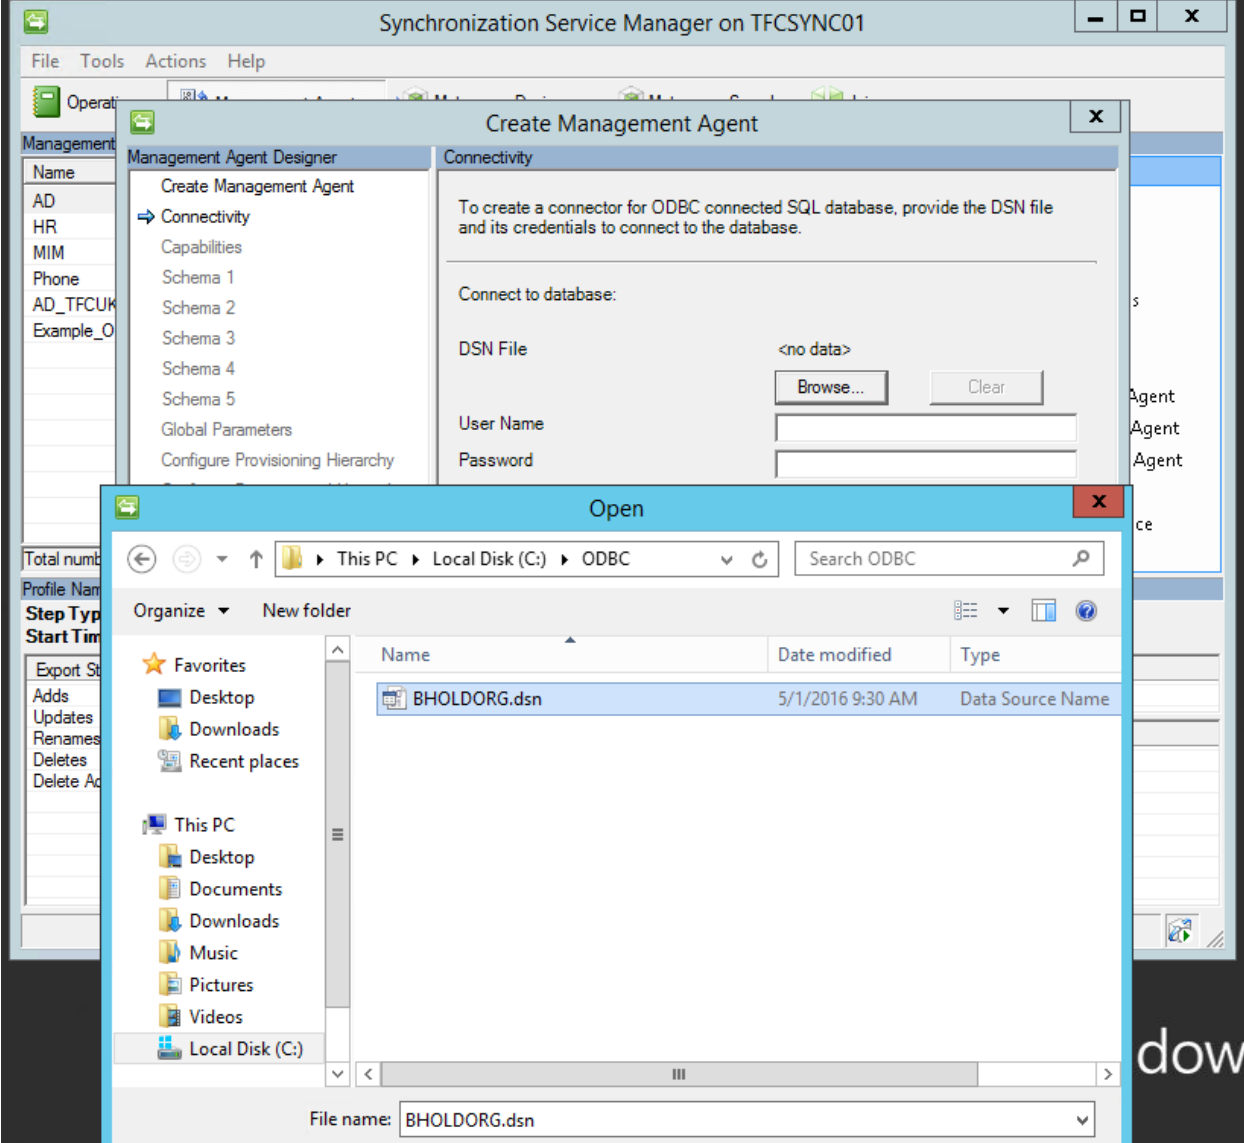 Synchronization Service Manager on TFCSYNC01
File Tools Actions Help
Create Management Agent
Management
Management Agent Designer
Connectivity
Name
AD
HR
MIM
Phone
AD_TFCUK
Example_O
Create Management Agent
Connectivity
Capabilities
Schema 1
Schema 2
Schema 3
Schema 4
Schema 5
Global Parameters
Configure Provisioning Hierarchy
To create a connector for ODBC connected SQL database, provide the DSN file
and its credentials to connect to the database.
Connect to database:
DSN File <no data>
Browse... Clear
User Name
Password
Agent
Agent
Agent
ce
Open
Total numb
This PC Local Disk (C:) ODBC
Search ODBC
Profile Nam
Step Typ
Start Tim
Organize New folder
Name Date modified Type
BHOLDORG.dsn 5/1/2016 9:30 AM Data Source Name
Export St
Adds
Updates
Renames
Deletes
Delete Ad
Favorites
Desktop
Downloads
Recent places
This PC
Desktop
Documents
Downloads
Music
Pictures
Videos
Local Disk (C:)
dow
File name: BHOLDORG.dsn